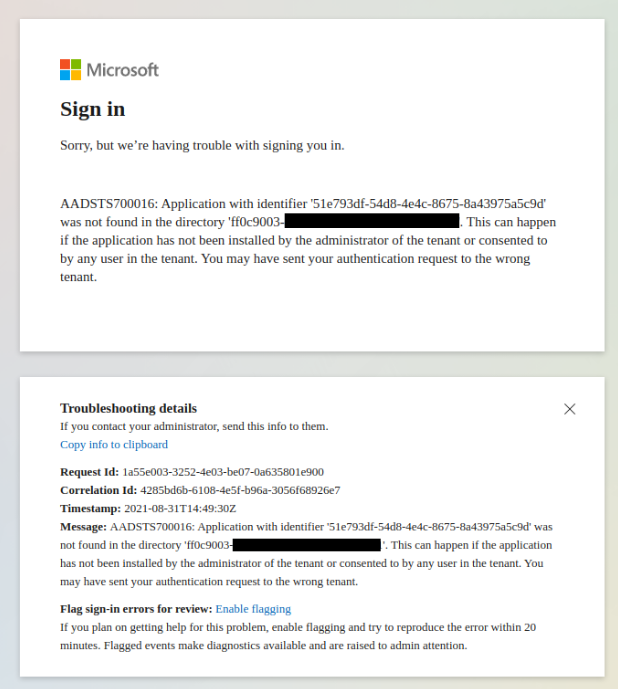 Microsoft
Sign in
Sorry, but we’re having trouble with signing you in.
AADSTS700016: Application with identifier '51e793df-54d8-4e4c-8675-8a43975a5c9d'
was not found in the directory 'ff0c9003- . This can happen
if the application has not been installed by the administrator of the tenant or consented to
by any user in the tenant. You may have sent your authentication request to the wrong
tenant.
Troubleshooting details
If you contact your administrator, send this info to them.
Copy info to clipboard
Request Id: 1a55e003-3252-4e03-be07-0a635801e900
Correlation Id: 4285bd6b-6108-4e5f-b96a-3056f68926e7
Timestamp: 2021-08-31T14:49:30Z
Message: AADSTS700016: Application with identifier '51e793df-54d8-4e4c-8675-8a43975a5c9d' was
not found in the directory 'ff0c9003- '. This can happen if the application
has not been installed by the administrator of the tenant or consented to by any user in the tenant. You
may have sent your authentication request to the wrong tenant.
Flag sign-in errors for review: Enable flagging
If you plan on getting help for this problem, enable flagging and try to reproduce the error within 20
minutes. Flagged events make diagnostics available and are raised to admin attention.